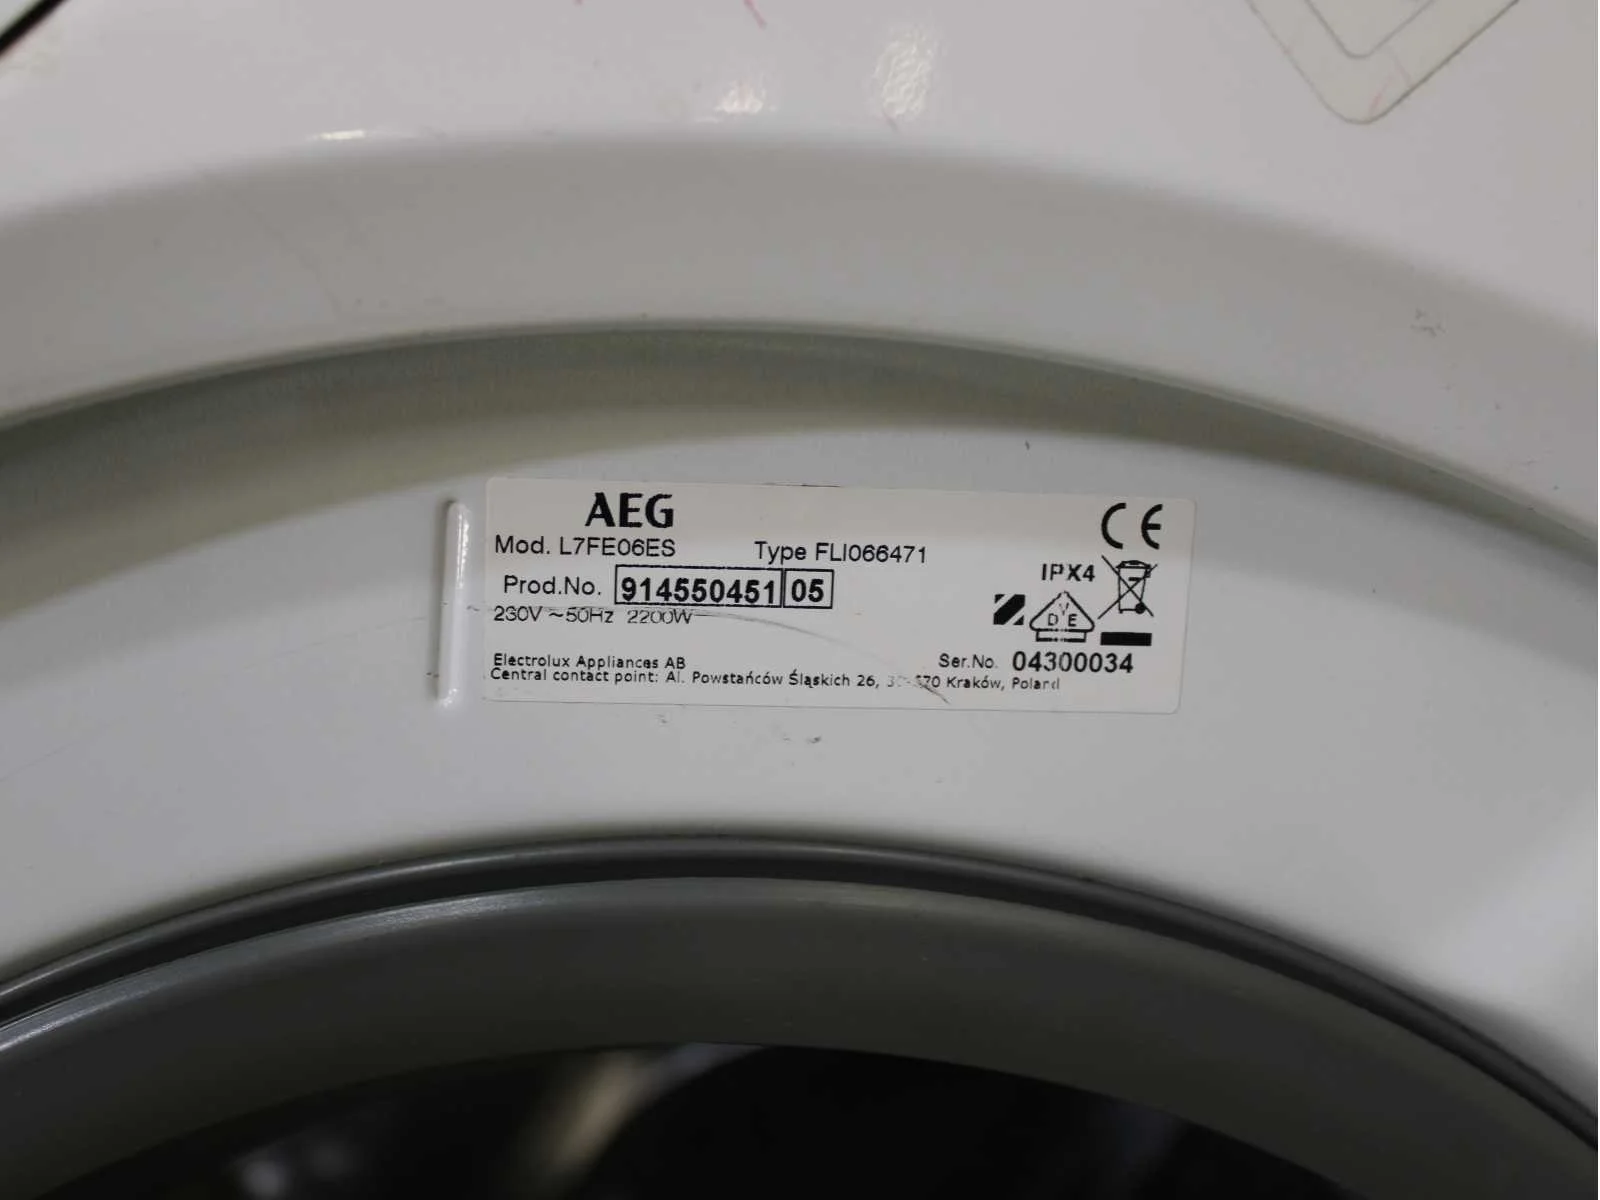 AEG
CE
Mod. L7FE06ES Type FLI066471
IPX4
Prod.No. 914550451 05
230V ~50Hz 2200W
DVE
Electrolux Appliances AB
Ser.No. 04300034
Central contact point: Al. Powstańców Śląskich 26, Kraków, Poland